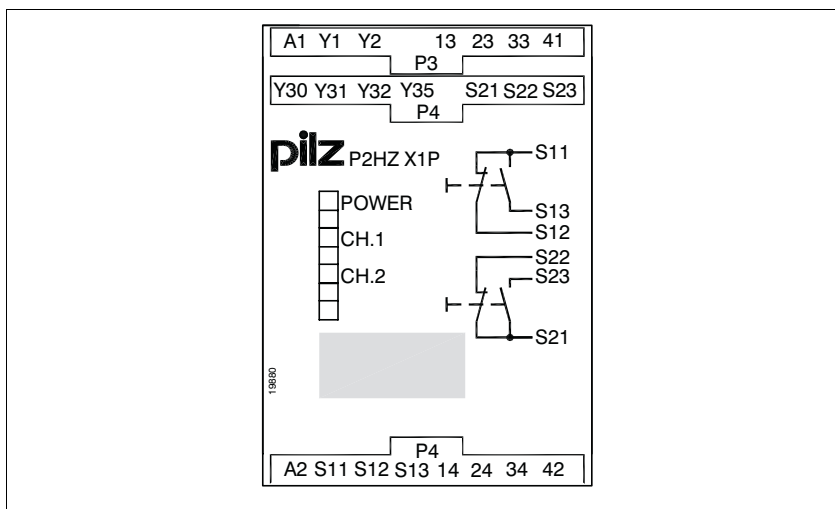 A1 Y1 Y2 13 23 33 41
P3
Y30 Y31 Y32 Y35 S21 S22 S23
P4
pilz P2HZ X1P
S11
POWER
S13
CH.1
S12
S22
CH.2
S23
S21
19880
P4
A2 S11 S12 S13 14 24 34 42